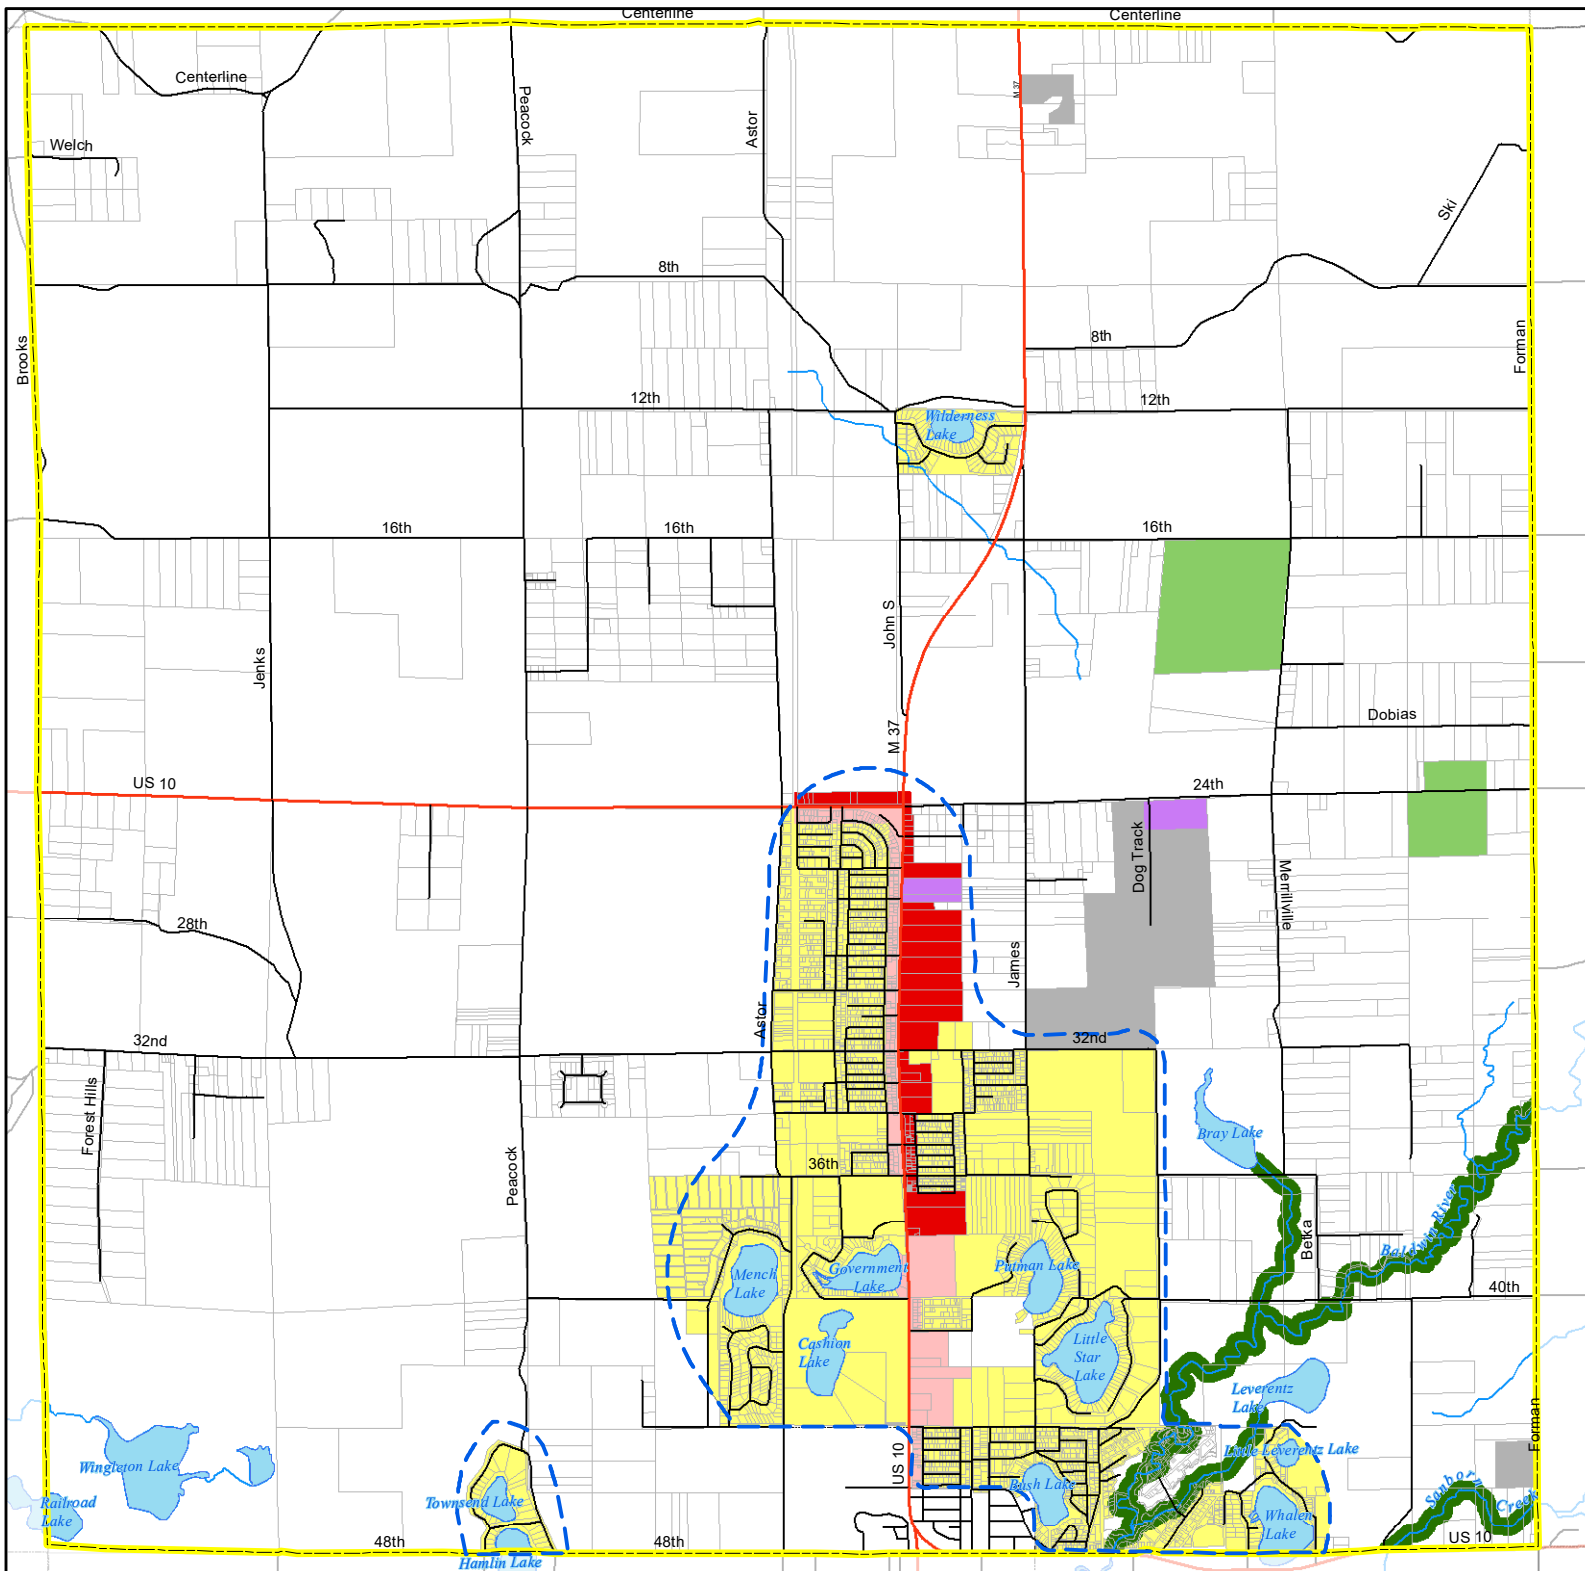 Centerline
Centerline
Centerline
M 37
Peacock
Astor
Welch
Ski
8th
8th
Brooks
Forman
12th
12th
Wilderness
Lake
16th
16th
16th
John S
Jenks
Dobias
M 37
US 10
24th
Dog Track
Merrillville
28th
James
Astor
32nd
32nd
Forest Hills
Bray Lake
36th
Peacock
Betka
Baldwin River
Mench
Lake
Government
Lake
Putman Lake
40th
Cashion
Lake
Little
Star
Lake
Leverentz
Lake
Forman
Little Leverentz Lake
US 10
Wingleton Lake
Railroad
Lake
Townsend Lake
Bush Lake
Sanborn
Creek
Whalen
Lake
48th
48th
US 10
Hamlin Lake